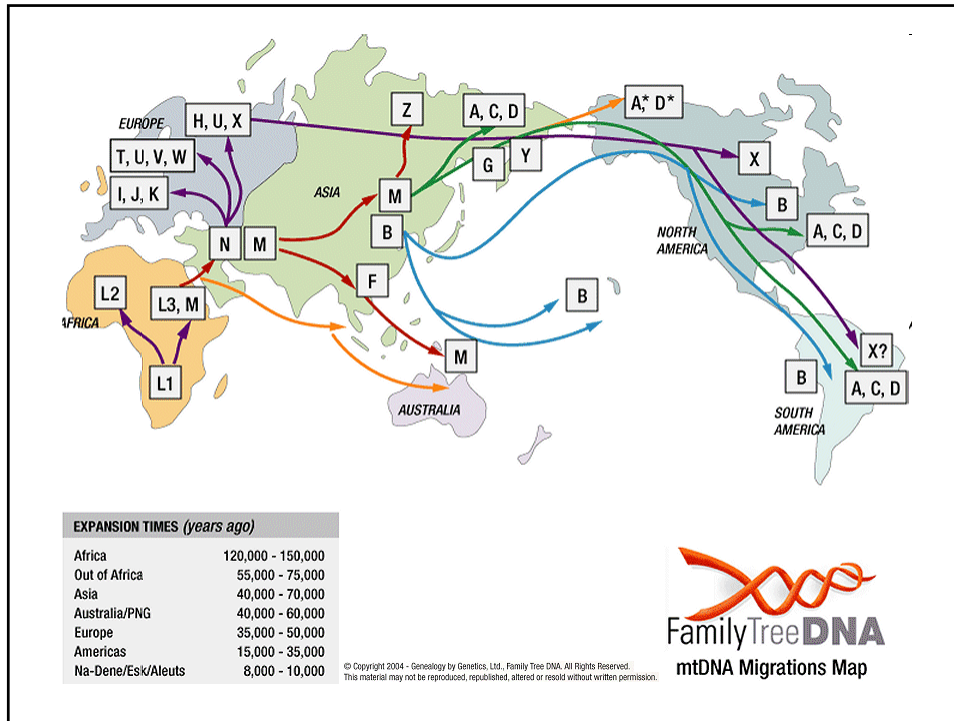 Z
A, C, D
A,* D*
H, U, X
EUROPE
T, U, V, W
Y
G
X
I, J, K
ASIA
M
B
B
NORTH
AMERICA
A, C, D
N
M
F
L2
L3, M
B
AFRICA
M
X?
L1
B
A, C, D
AUSTRALIA
SOUTH
AMERICA
EXPANSION TIMES (years ago)
Africa 120,000 - 150,000
Out of Africa 55,000 - 75,000
Asia 40,000 - 70,000
Australia/PNG 40,000 - 60,000
Europe 35,000 - 50,000
Americas 15,000 - 35,000
Na-Dene/Esk/Aleuts 8,000 - 10,000
© Copyright 2004 - Genealogy by Genetics, Ltd., Family Tree DNA. All Rights Reserved.
This material may not be reproduced, republished, altered or resold without written permission.
FamilyTreeDNA
mtDNA Migrations Map